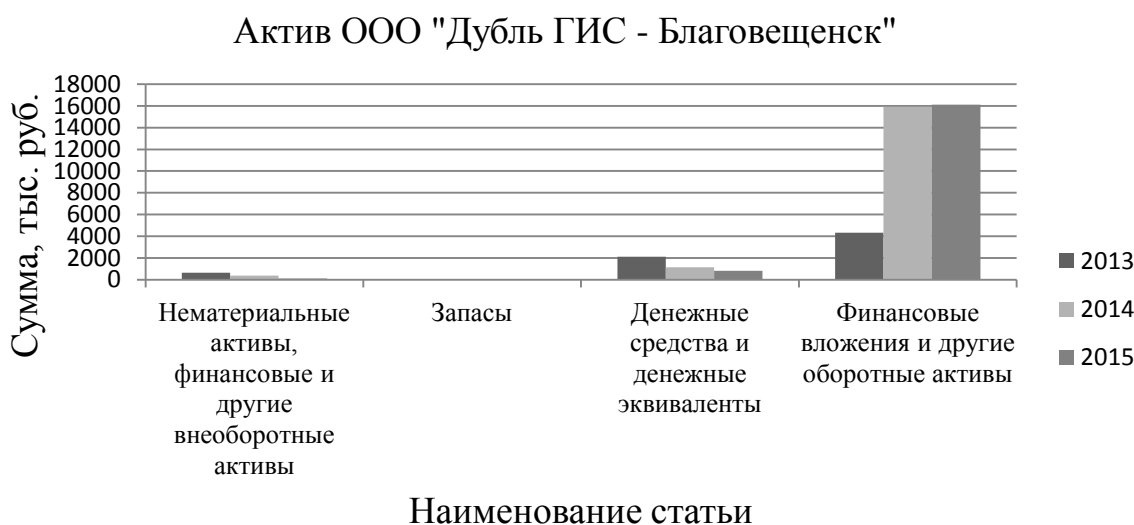 Актив ООО "Дубль ГИС - Благовещенск"
Сумма, тыс. руб.
18000
16000
14000
12000
10000
8000
6000
4000
2000
0
Нематериальные
активы,
финансовые и
другие
внеоборотные
активы
Запасы
Денежные
средства и
денежные
эквиваленты
Финансовые
вложения и другие
оборотные активы
2013
2014
2015
Наименование статьи